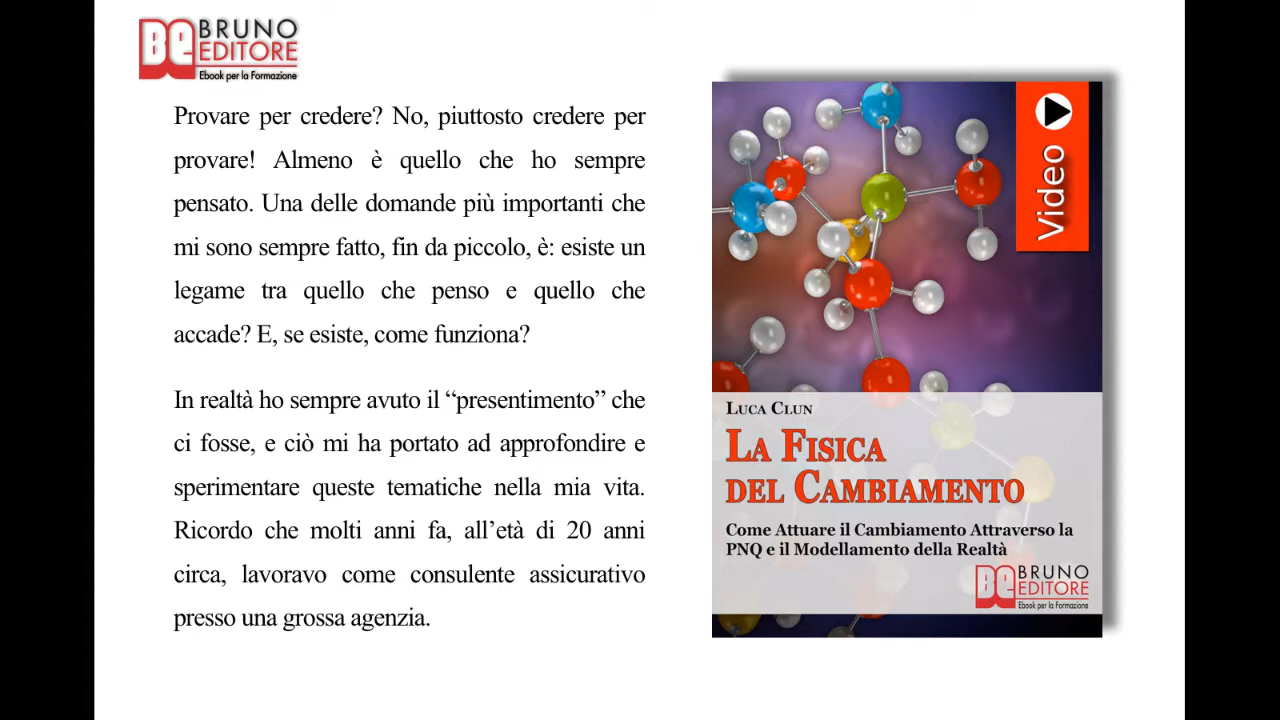 BRUNO
EDITORE
Ebook per la Formazione
Provare per credere? No, piuttosto credere per
provare! Almeno è quello che ho sempre
pensato. Una delle domande più importanti che
mi sono sempre fatto, fin da piccolo, è: esiste un
legame tra quello che penso e quello che
accade? E, se esiste, come funziona?
In realtà ho sempre avuto il “presentimento” che
ci fosse, e ciò mi ha portato ad approfondire e
sperimentare queste tematiche nella mia vita.
Ricordo che molti anni fa, all’età di 20 anni
circa, lavoravo come consulente assicurativo
presso una grossa agenzia.
Video
LUCA CLUN
LA FISICA
DEL CAMBIAMENTO
Come Attuare il Cambiamento Attraverso la
PNQ e il Modellamento della Realtà
BE BRUNO
EDITORE
Ebook per la Formazione